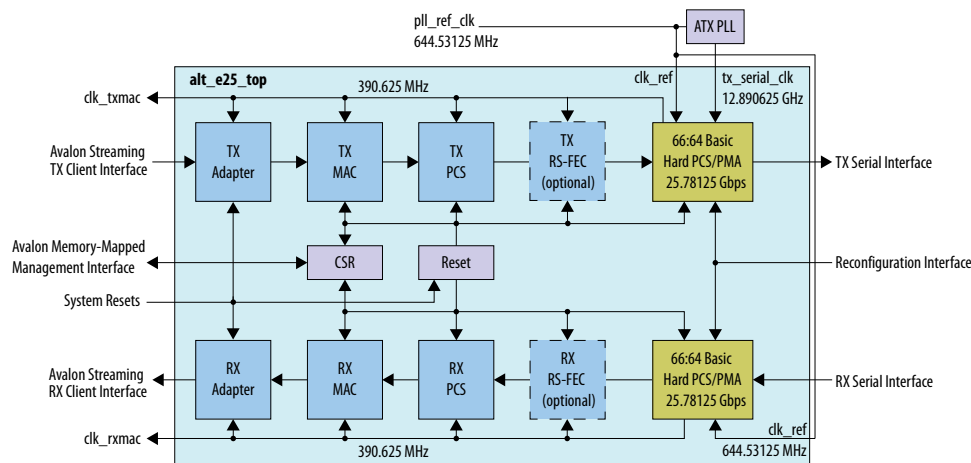 pll_ref_clk
644.53125 MHz
ATX PLL
alt_e25_top
390.625 MHz
clk_ref
tx_serial_clk
12.890625 GHz
clk_txmac
Avalon Streaming
TX Client Interface
TX
Adapter
TX
MAC
TX
PCS
TX
RS-FEC
(optional)
66:64 Basic
Hard PCS/PMA
25.78125 Gbps
TX Serial Interface
Avalon Memory-Mapped
Management Interface
CSR
Reset
Reconfiguration Interface
System Resets
Avalon Streaming
RX Client Interface
RX
Adapter
RX
MAC
RX
PCS
RX
RS-FEC
(optional)
66:64 Basic
Hard PCS/PMA
25.78125 Gbps
RX Serial Interface
clk_rxmac
390.625 MHz
clk_ref
644.53125 MHz